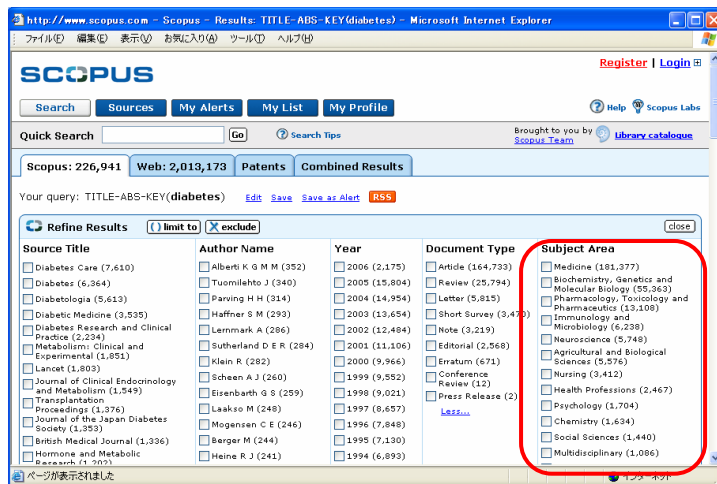 http://www.scopus.com - Scopus - Results: TITLE-ABS-KEY(diabetes) - Microsoft Internet Explorer
ファイル(F) 編集(E) 表示(V) お気に入り(A) ツール(T) ヘルプ(H)
Register | Login
SCOPUS
Search Sources My Alerts My List My Profile
Help Scopus Labs
Quick Search Go Search Tips
Brought to you by
Scopus Team
Library catalogue
Scopus: 226,941 Web: 2,013,173 Patents Combined Results
Your query: TITLE-ABS-KEY(diabetes) Edit Save Save as Alert RSS
Refine Results limit to exclude close
Source Title
Diabetes Care (7,610)
Diabetes (6,364)
Diabetologia (5,613)
Diabetic Medicine (3,535)
Diabetes Research and Clinical
Practice (2,234)
Metabolism: Clinical and
Experimental (1,851)
Lancet (1,803)
Journal of Clinical Endocrinology
and Metabolism (1,549)
Transplantation
Proceedings (1,376)
Journal of the Japan Diabetes
Society (1,353)
British Medical Journal (1,336)
Hormone and Metabolic
Research (1,202)
Author Name
Alberti K G M M (352)
Tuomilehto J (340)
Parving H H (314)
Haffner S M (293)
Lernmark A (286)
Sutherland D E R (284)
Klein R (282)
Scheen A J (260)
Eisenbarth G S (259)
Laakso M (248)
Mogensen C E (246)
Berger M (244)
Heine R J (241)
Year
2006 (2,175)
2005 (15,804)
2004 (14,954)
2003 (13,654)
2002 (12,484)
2001 (11,106)
2000 (9,966)
1999 (9,552)
1998 (9,021)
1997 (8,657)
1996 (7,848)
1995 (7,130)
1994 (6,893)
Document Type
Article (164,733)
Review (25,794)
Letter (5,815)
Short Survey (3,470)
Note (3,219)
Editorial (2,568)
Erratum (671)
Conference
Review (12)
Press Release (2)
Less...
Subject Area
Medicine (181,377)
Biochemistry, Genetics and
Molecular Biology (55,363)
Pharmacology, Toxicology and
Pharmaceutics (13,108)
Immunology and
Microbiology (6,238)
Neuroscience (5,748)
Agricultural and Biological
Sciences (5,576)
Nursing (3,412)
Health Professions (2,467)
Psychology (1,704)
Chemistry (1,634)
Social Sciences (1,440)
Multidisciplinary (1,086)
ページが表示されました
インターネット